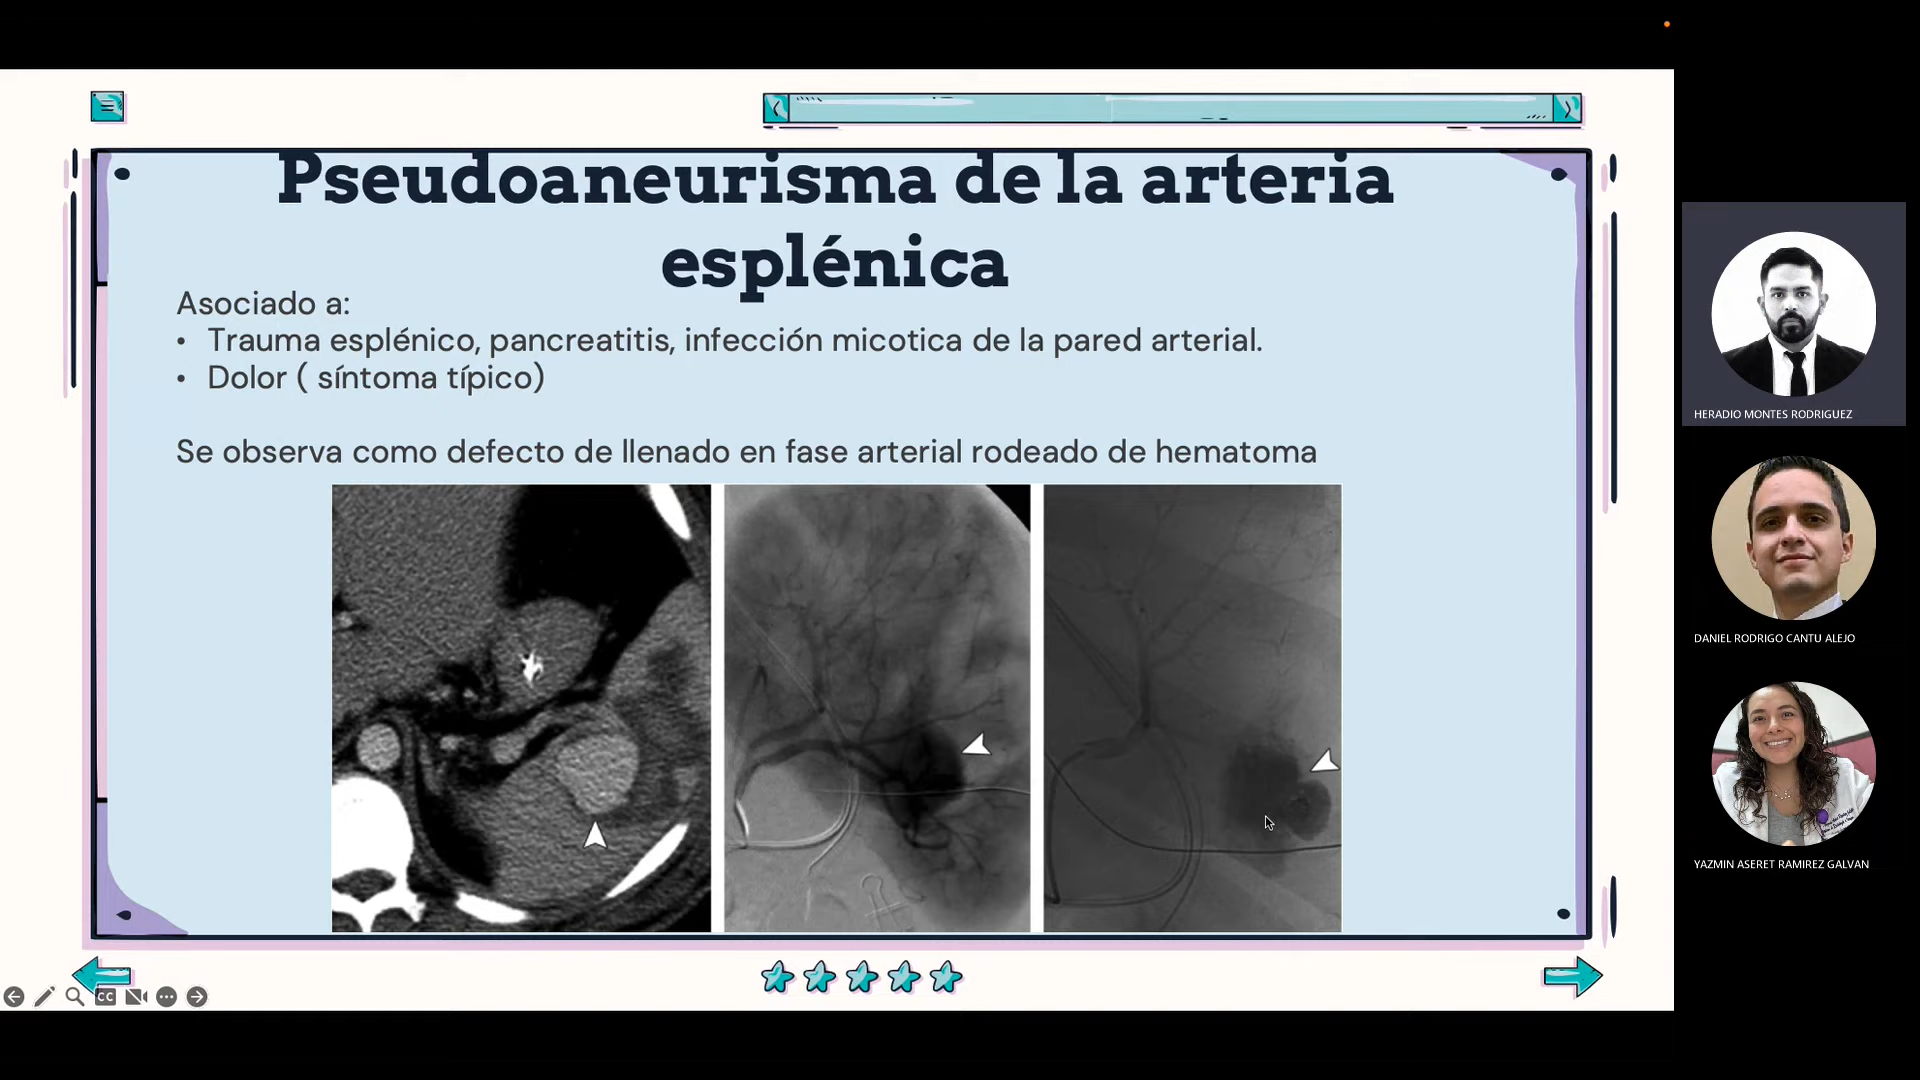 Pseudoaneurisma de la arteria
esplénica
Asociado a:
• Trauma esplénico, pancreatitis, infección micotica de la pared arterial.
• Dolor ( síntoma típico)
Se observa como defecto de llenado en fase arterial rodeado de hematoma
HERADIO MONTES RODRIGUEZ
DANIEL RODRIGO CANTU ALEJO
YAZMIN ASERET RAMIREZ GALVAN
CC